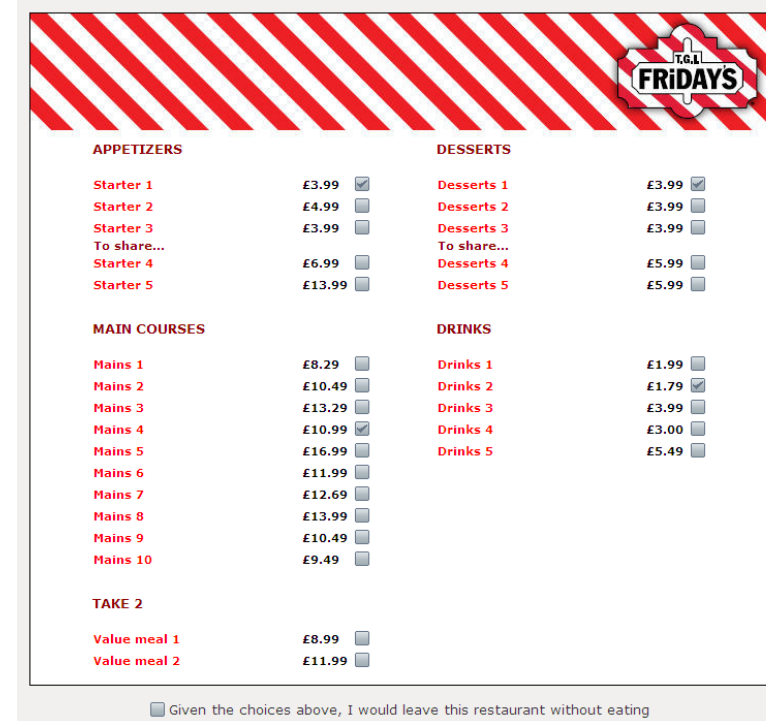 T.G.I.
FRiDAY'S
APPETIZERS
Starter 1 £3.99
Starter 2 £4.99
Starter 3 £3.99
To share...
Starter 4 £6.99
Starter 5 £13.99
DESSERTS
Desserts 1 £3.99
Desserts 2 £3.99
Desserts 3 £3.99
To share...
Desserts 4 £5.99
Desserts 5 £5.99
MAIN COURSES
Mains 1 £8.29
Mains 2 £10.49
Mains 3 £13.29
Mains 4 £10.99
Mains 5 £16.99
Mains 6 £11.99
Mains 7 £12.69
Mains 8 £13.99
Mains 9 £10.49
Mains 10 £9.49
DRINKS
Drinks 1 £1.99
Drinks 2 £1.79
Drinks 3 £3.99
Drinks 4 £3.00
Drinks 5 £5.49
TAKE 2
Value meal 1 £8.99
Value meal 2 £11.99
Given the choices above, I would leave this restaurant without eating